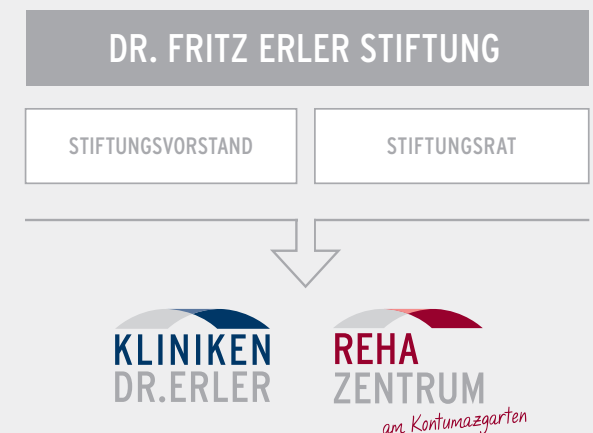 DR. FRITZ ERLER STIFTUNG
STIFTUNGSVORSTAND
STIFTUNGSRAT
KLINIKEN
DR.ERLER
REHA
ZENTRUM
am Kontumazgarten